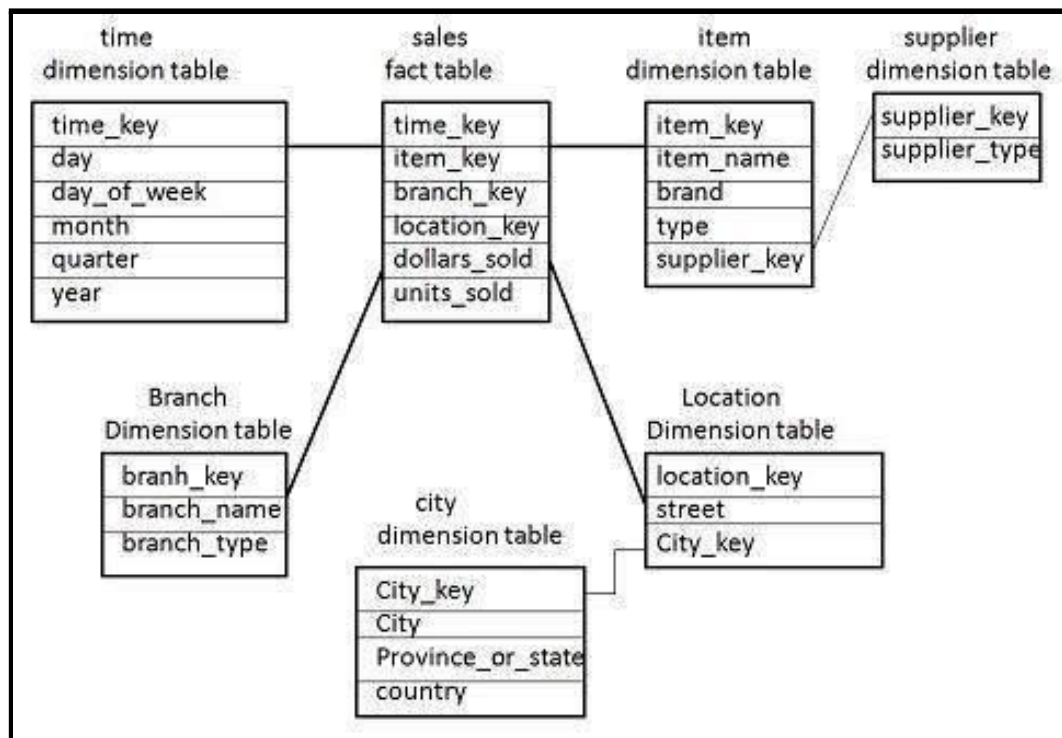 time
dimension table
time_key
day
day_of_week
month
quarter
year
sales
fact table
time_key
item_key
branch_key
location_key
dollars_sold
units_sold
item
dimension table
item_key
item_name
brand
type
supplier_key
supplier
dimension table
supplier_key
supplier_type
Branch
Dimension table
branh_key
branch_name
branch_type
city
dimension table
City_key
City
Province_or_state
country
Location
Dimension table
location_key
street
City_key